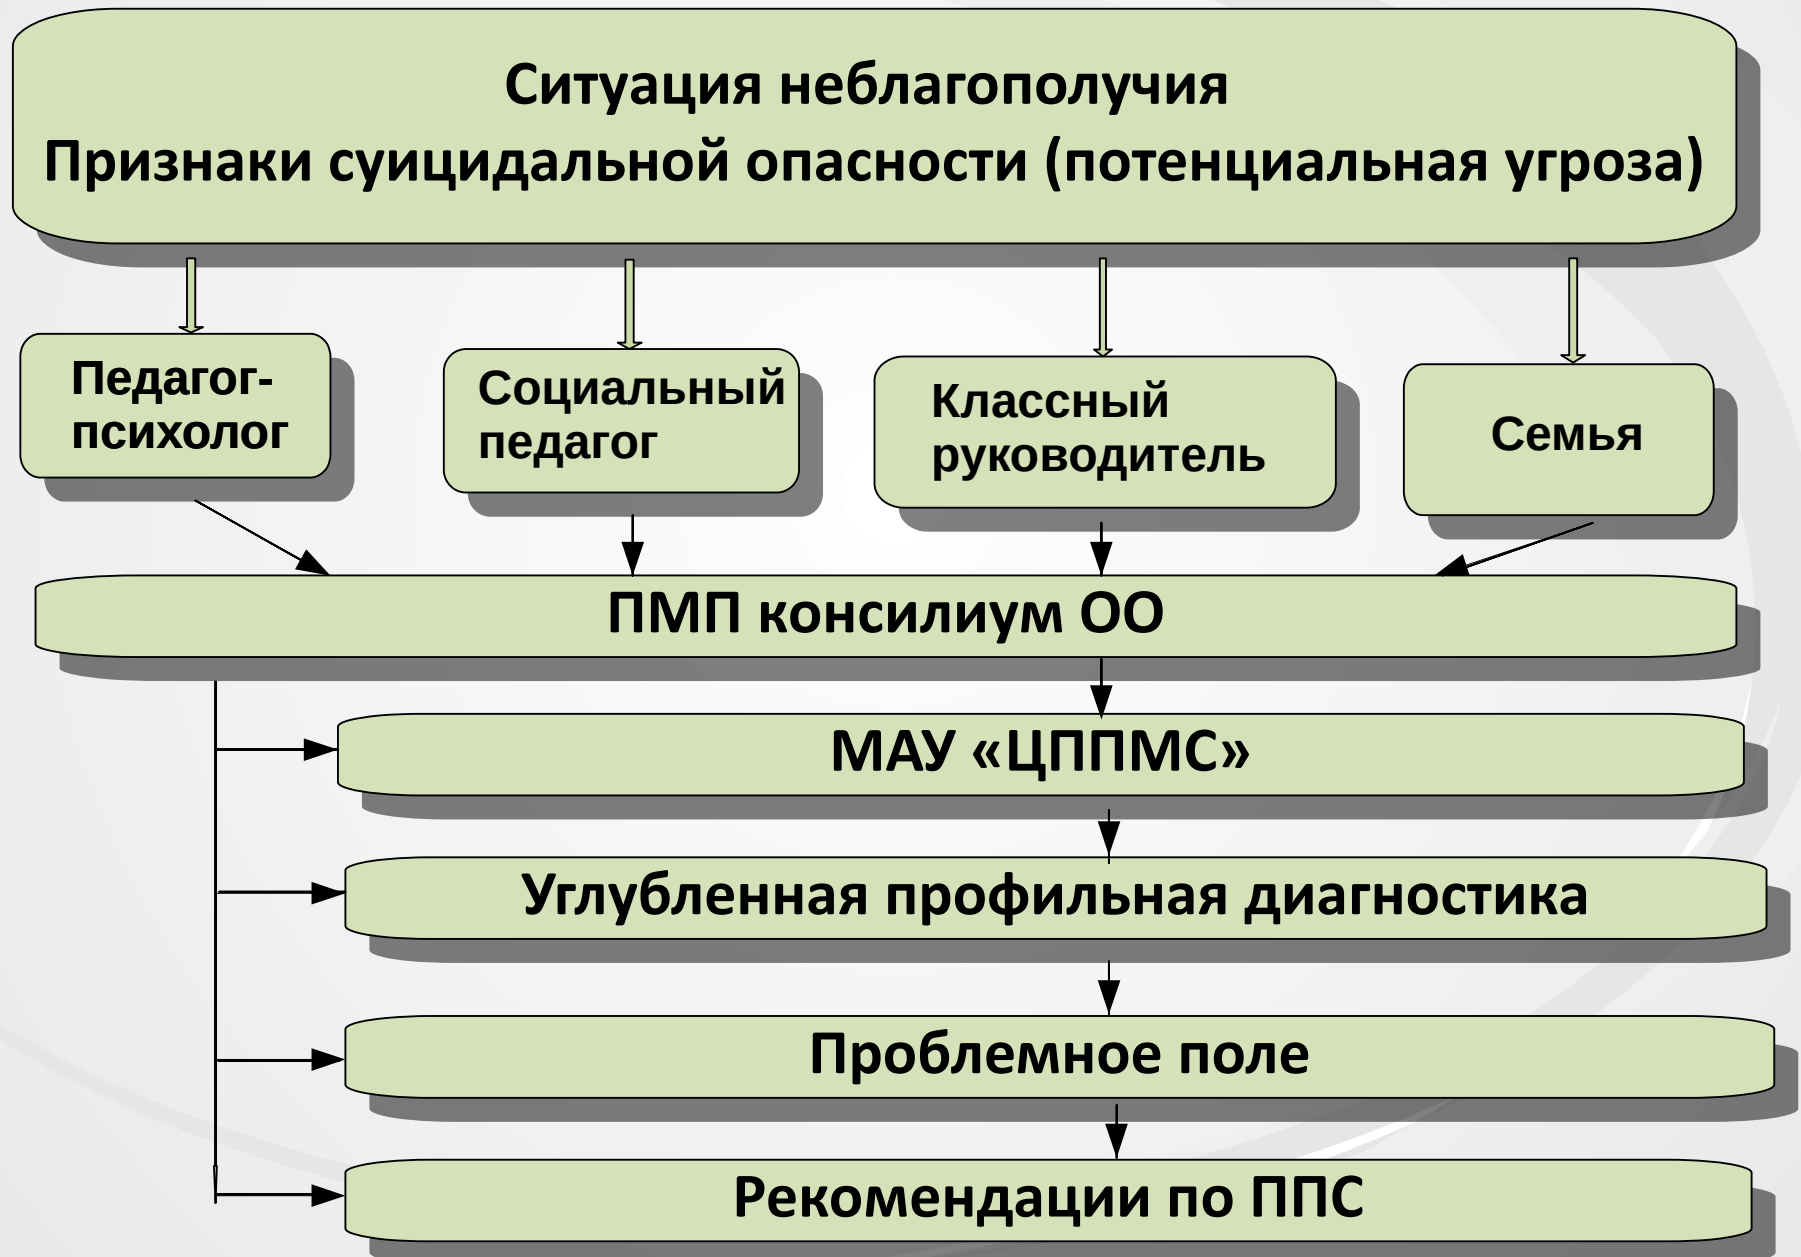 Ситуация неблагополучия
Признаки суицидальной опасности (потенциальная угроза)
Педагог-
психолог
Социальный
педагог
Классный
руководитель
Семья
ПМП консилиум ОО
МАУ «ЦППМС»
Углубленная профильная диагностика
Проблемное поле
Рекомендации по ППС